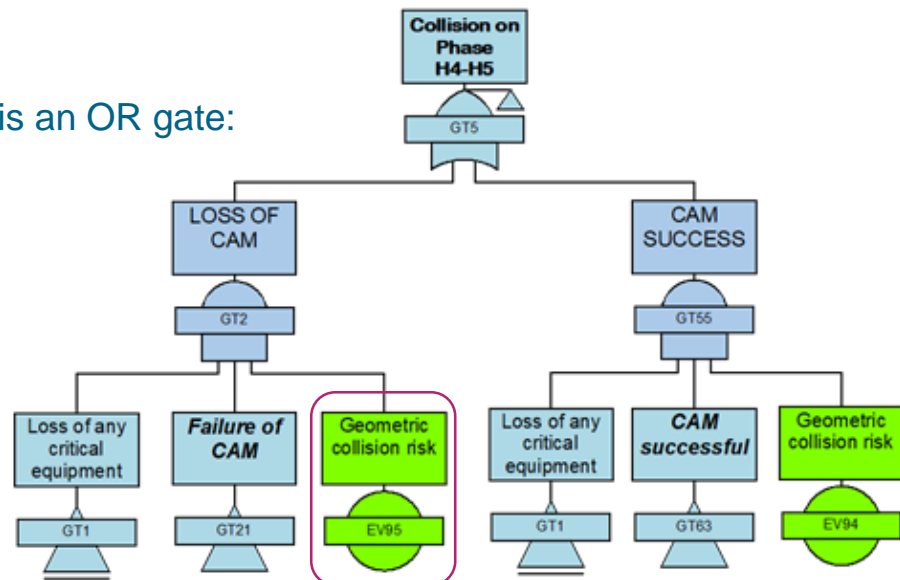 Collision on
Phase
H4-H5
is an OR gate:
GT5
LOSS OF
CAM
CAM
SUCCESS
GT2
GT55
Loss of any
critical
equipment
Failure of
CAM
Geometric
collision risk
Loss of any
critical
equipment
CAM
successful
Geometric
collision risk
GT1
GT21
EV95
GT1
GT63
EV94